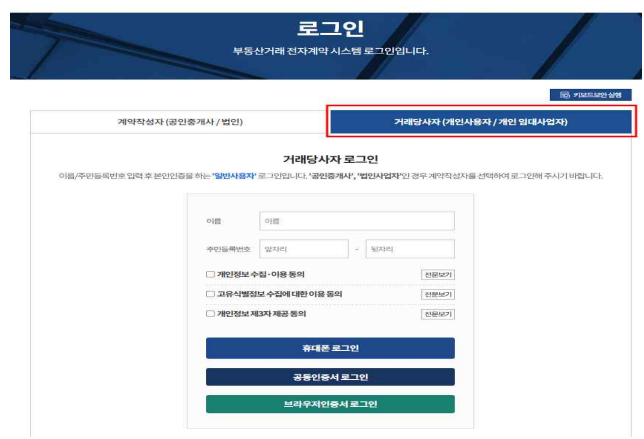 로그인
부동산거래 전자계약 시스템 로그인입니다.
키보드보안 실행
계약작성자 (공인중개사 / 법인)
거래당사자 (개인사용자 / 개인 임대사업자)
거래당사자 로그인
이름/주민등록번호 입력 후 본인인증을 하는 '일반사용자' 로그인입니다. '공인중개사', '법인사업자'인 경우 계약작성자를 선택하여 로그인해 주시기 바랍니다.
이름 이름
주민등록번호 앞자리 - 뒷자리
개인정보 수집·이용 동의 전문보기
고유식별정보 수집에 대한 이용 동의 전문보기
개인정보 제3자 제공 동의 전문보기
휴대폰 로그인
공동인증서 로그인
브라우저인증서 로그인